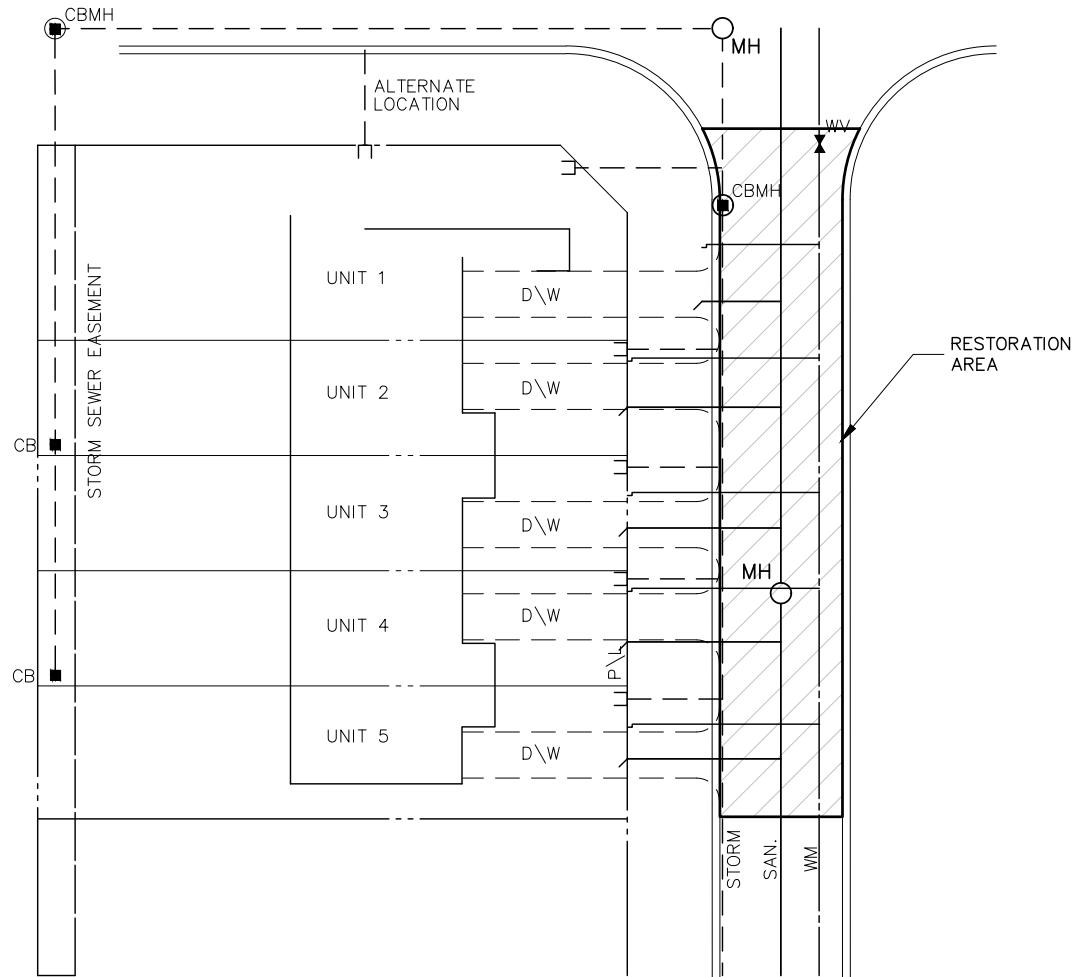 CBMH
MH
ALTERNATE
LOCATION
WV
CBMH
STORM SEWER EASEMENT
UNIT 1
D\W
RESTORATION
AREA
UNIT 2
D\W
CB
UNIT 3
D\W
MH
UNIT 4
D\W
P\L
CB
UNIT 5
D\W
STORM
SAN.
WM